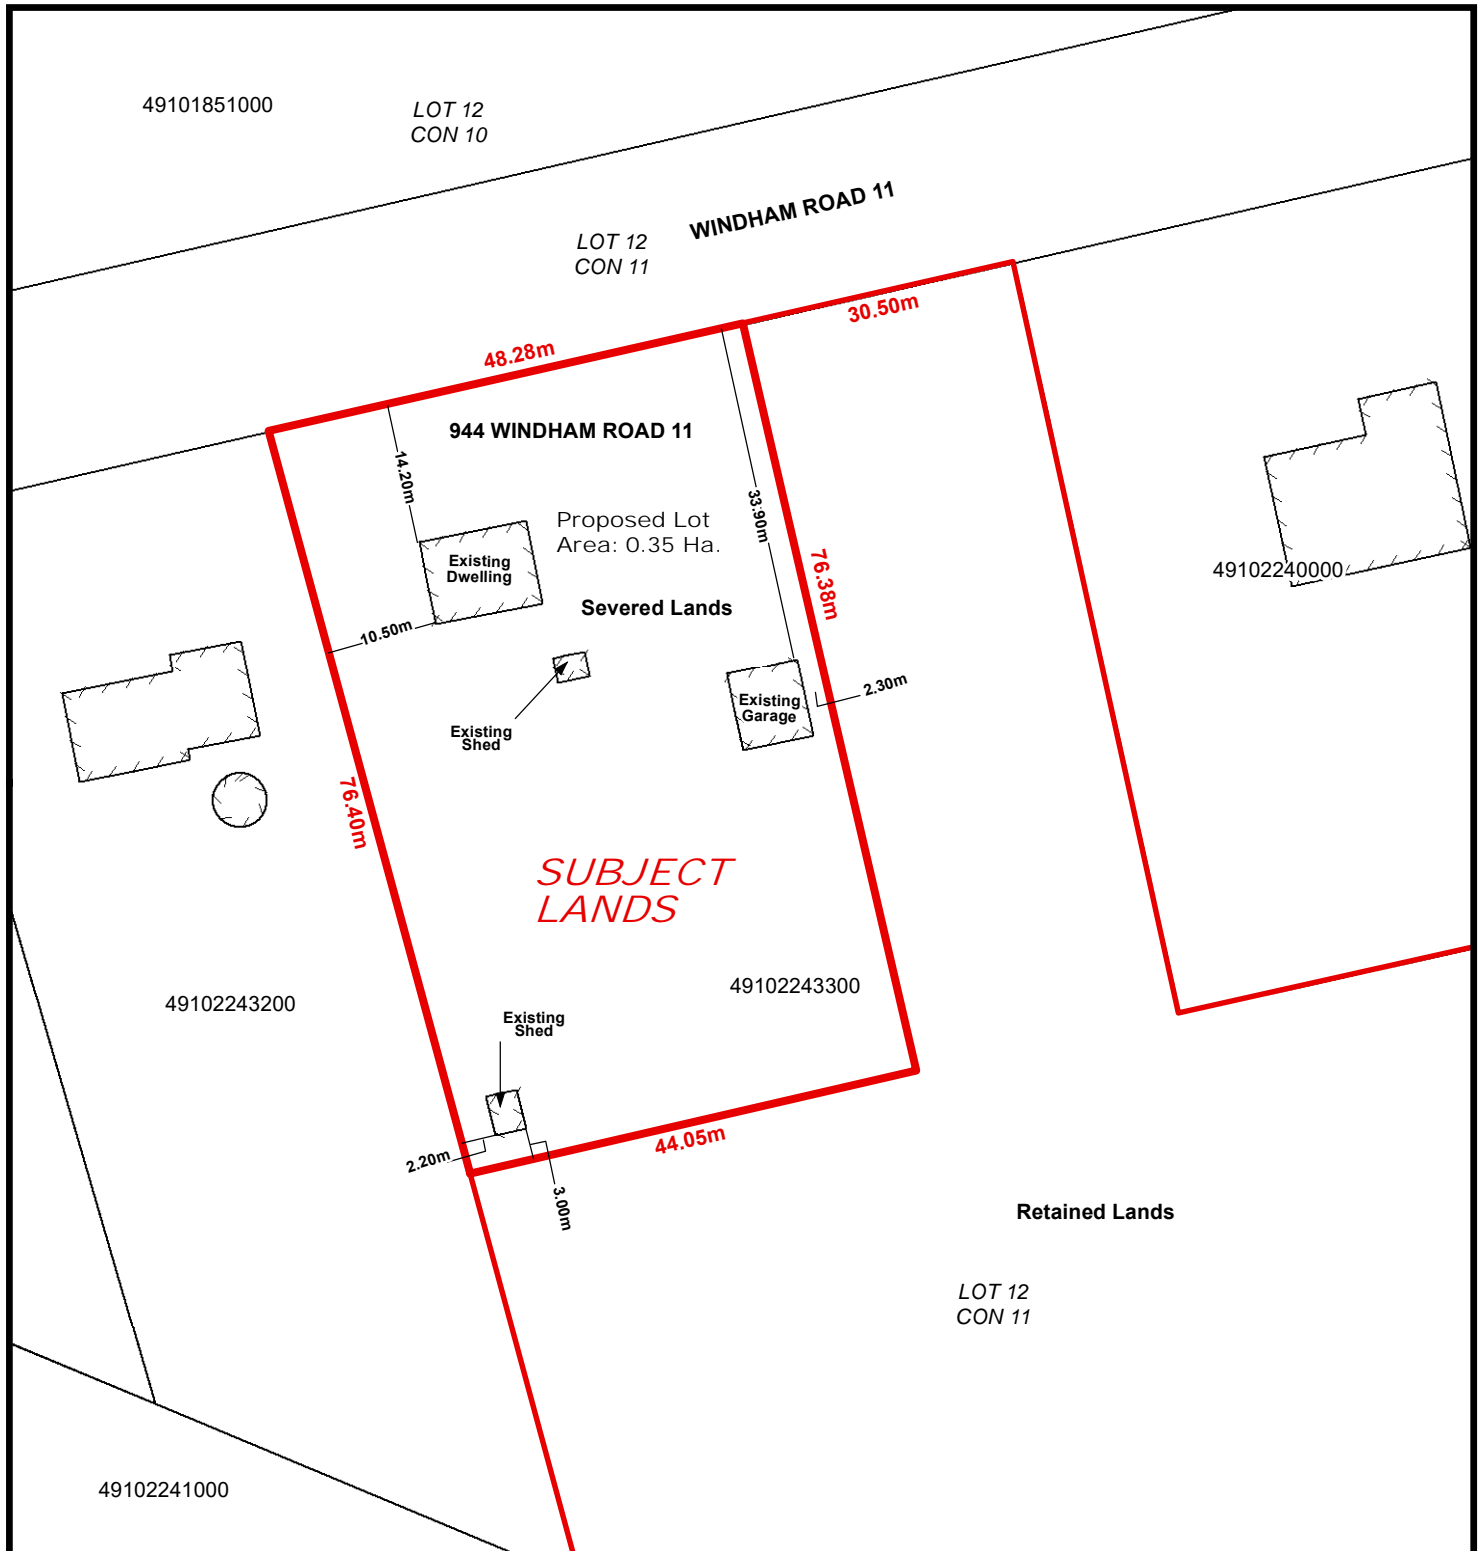 49101851000
LOT 12
CON 10
WINDHAM ROAD 11
LOT 12
CON 11
30.50m
48.28m
944 WINDHAM ROAD 11
14.20m
33.90m
Proposed Lot
Area: 0.35 Ha.
Existing
Dwelling
76.38m
49102240000
Severed Lands
10.50m
2.30m
Existing
Garage
Existing
Shed
76.40m
SUBJECT
LANDS
49102243300
49102243200
Existing
Shed
44.05m
2.20m
3.00m
Retained Lands
LOT 12
CON 11
49102241000